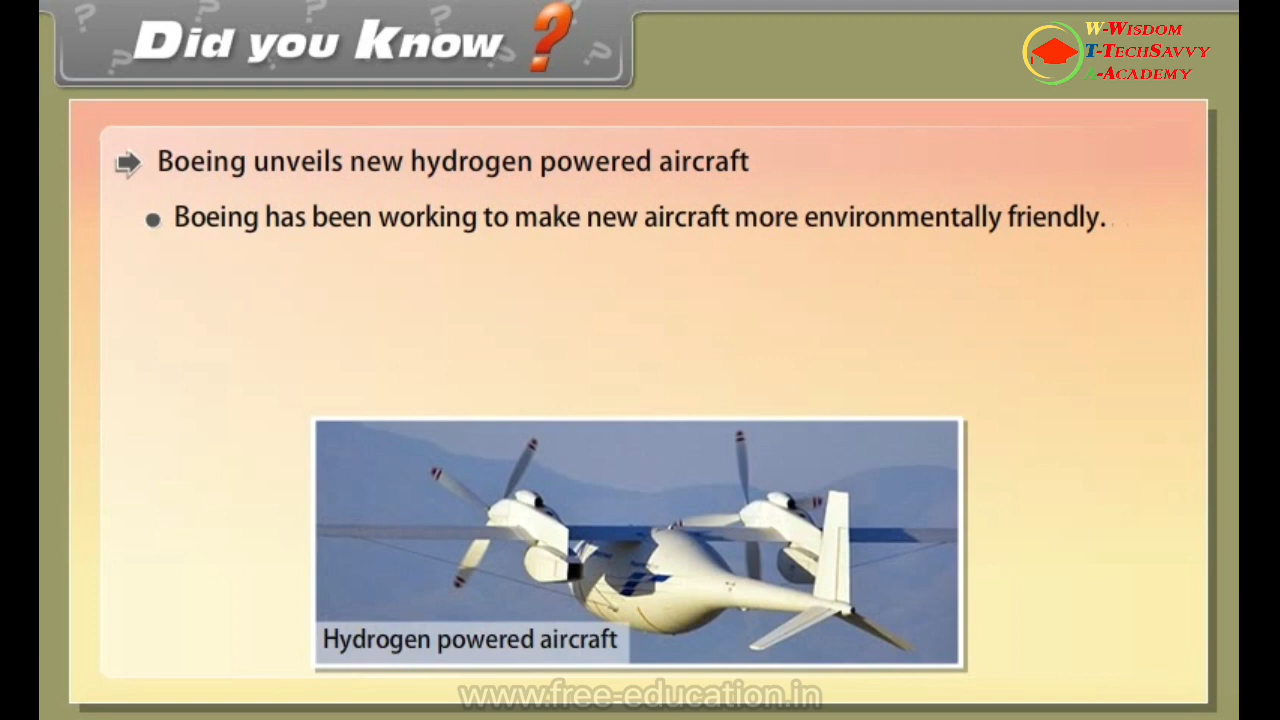 Did you Know ?
W-Wisdom
T-TechSavvy
A-Academy
Boeing unveils new hydrogen powered aircraft
Boeing has been working to make new aircraft more environmentally friendly.
Hydrogen powered aircraft
www.free-education.in